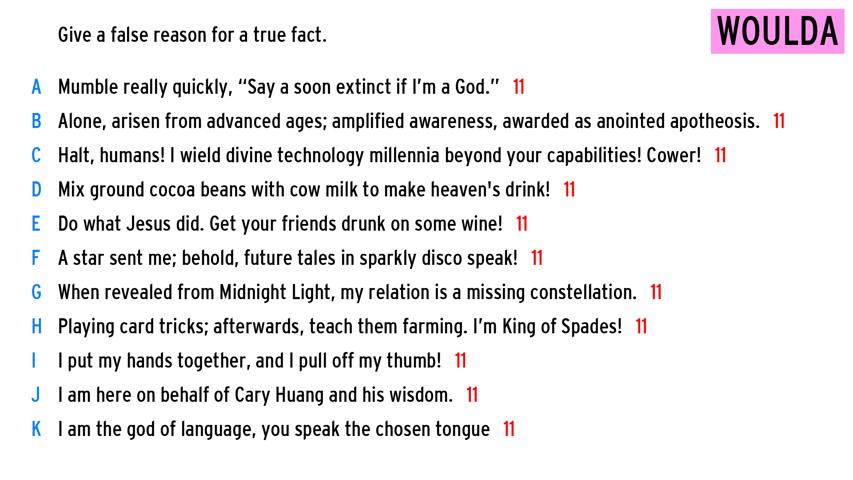 Give a false reason for a true fact.
WOULDA
A Mumble really quickly, “Say a soon extinct if I'm a God.” 11
B Alone, arisen from advanced ages; amplified awareness, awarded as anointed apotheosis. 11
C Halt, humans! I wield divine technology millennia beyond your capabilities! Cower! 11
D Mix ground cocoa beans with cow milk to make heaven's drink! 11
E Do what Jesus did. Get your friends drunk on some wine! 11
F A star sent me; behold, future tales in sparkly disco speak! 11
G When revealed from Midnight Light, my relation is a missing constellation. 11
H Playing card tricks; afterwards, teach them farming. I'm King of Spades! 11
I I put my hands together, and I pull off my thumb! 11
J I am here on behalf of Cary Huang and his wisdom. 11
K I am the god of language, you speak the chosen tongue 11